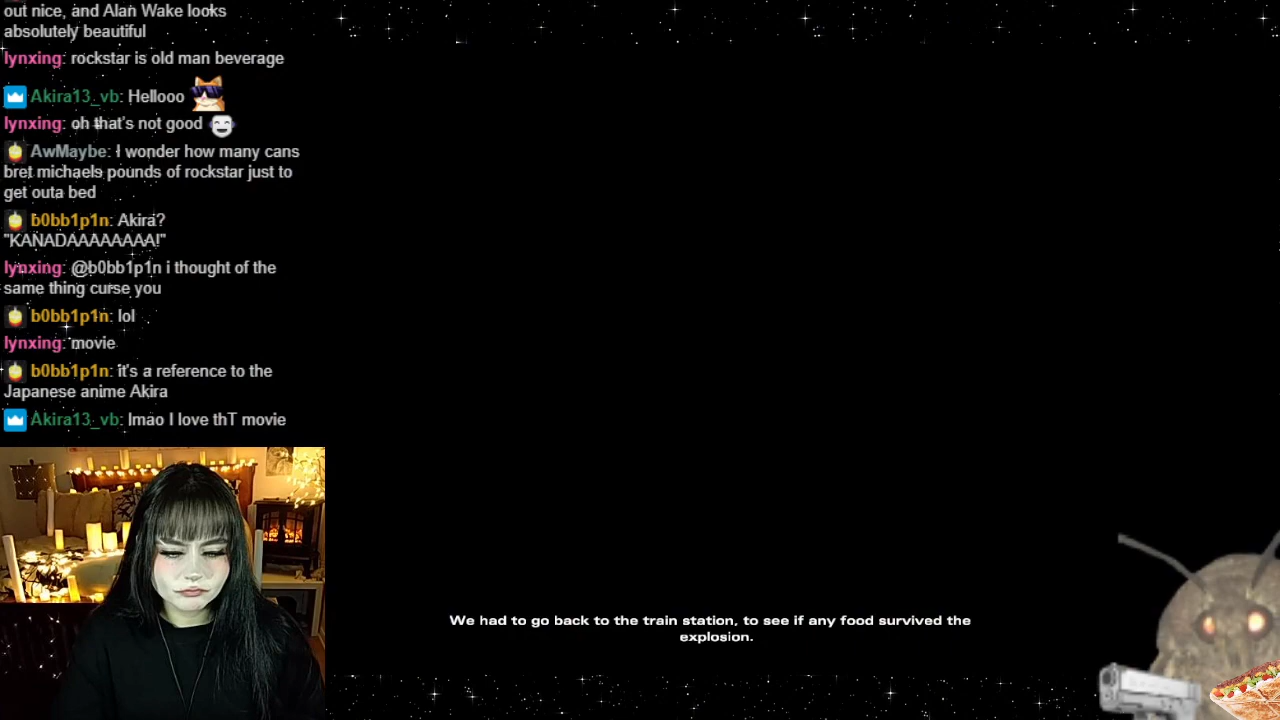 out nice, and Alan Wake looks
absolutely beautiful
lynxing: rockstar is old man beverage
Akira13_vb: Hellooo
lynxing: oh that's not good
AwMaybe: I wonder how many cans
bret michaels pounds of rockstar just to
get outa bed
b0bb1p1n: Akira?
"KANADAAAAAAAA!"
lynxing: @b0bb1p1n i thought of the
same thing curse you
b0bb1p1n: lol
lynxing: movie
b0bb1p1n: it's a reference to the
Japanese anime Akira
Akira13_vb: lmao I love thT movie
We had to go back to the train station, to see if any food survived the
explosion.